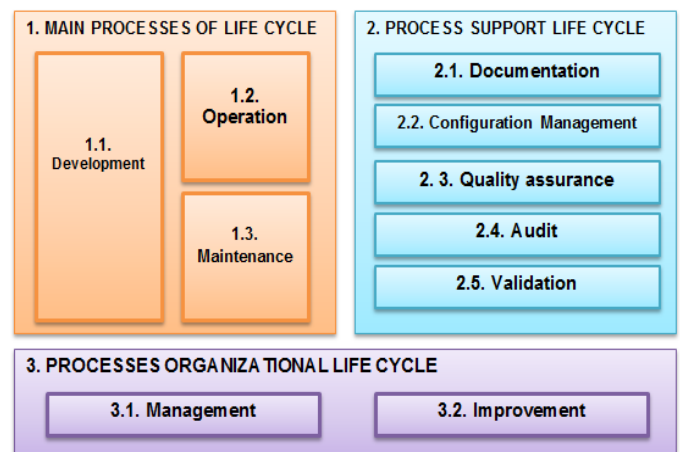 1. MAIN PROCESSES OF LIFE CYCLE
1.1.
Development
1.2.
Operation
1.3.
Maintenance
2. PROCESS SUPPORT LIFE CYCLE
2.1. Documentation
2.2. Configuration Management
2. 3. Quality assurance
2.4. Audit
2.5. Validation
3. PROCESSES ORGANIZATIONAL LIFE CYCLE
3.1. Management
3.2. Improvement